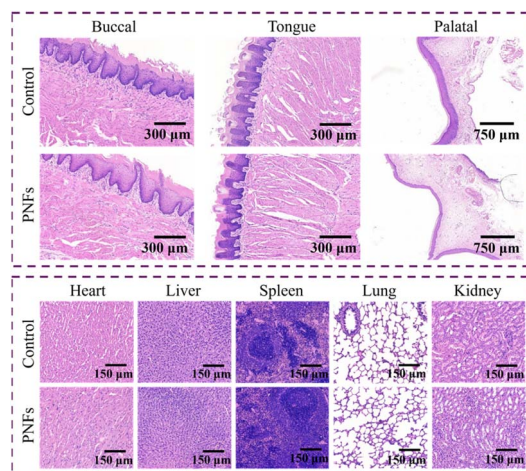 Buccal Tongue Palatal
Control
300 µm 300 µm 750 µm
PNFs
300 µm 300 µm 750 µm
Heart Liver Spleen Lung Kidney
Control
150 µm 150 µm 150 µm 150 µm 150 µm
PNFs
150 µm 150 µm 150 µm 150 µm 150 µm